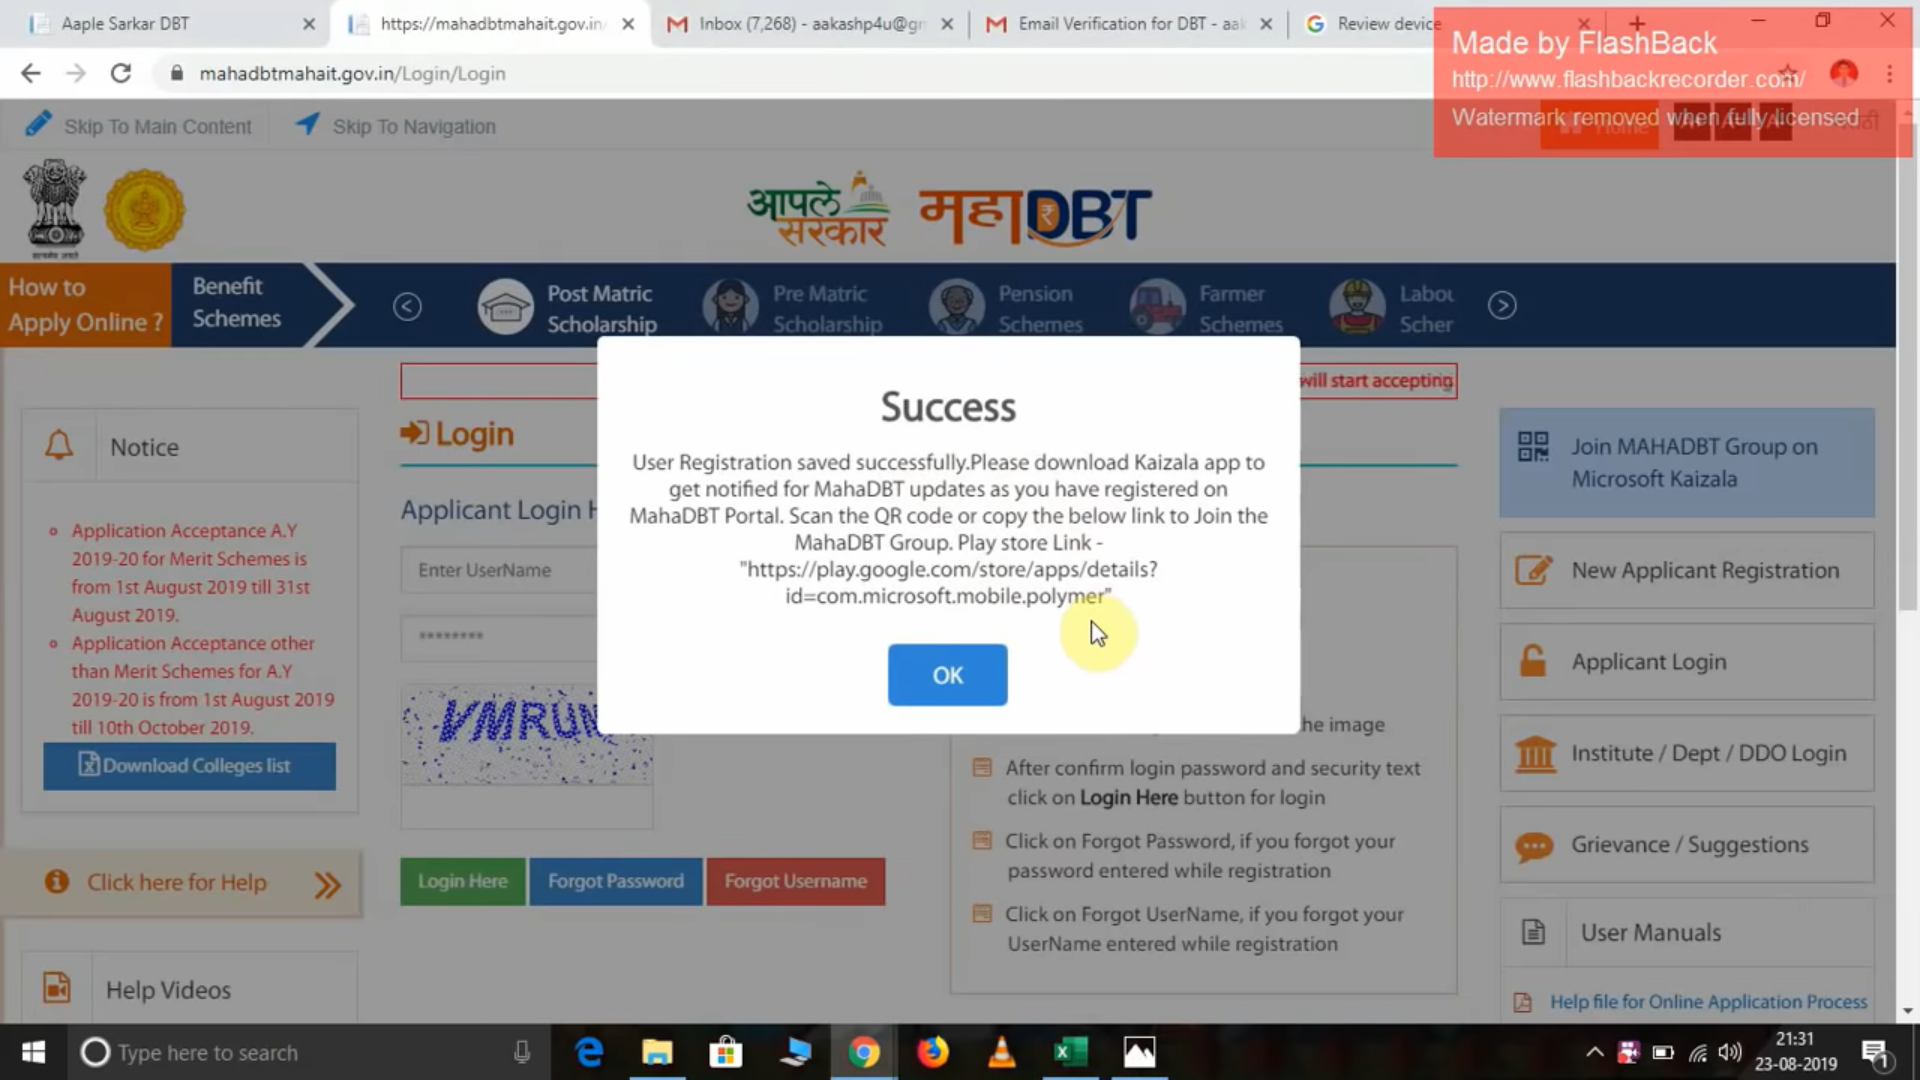 Aaple Sarkar DBT
https://mahadbtmahait.gov.in/
Inbox (7,268) - aakashp4u@gm
Email Verification for DBT - aak
Review device
Made by FlashBack
http://www.flashbackrecorder.com/
Watermark removed when fully licensed
mahadbtmahait.gov.in/Login/Login
Skip To Main Content
Skip To Navigation
Home
सत्यमेव जयते
आपले
सरकार
महाDBT
How to
Apply Online ?
Benefit
Schemes
Post Matric
Scholarship
Pre Matric
Scholarship
Pension
Schemes
Farmer
Schemes
Labou
Scher
will start accepting
Notice
Application Acceptance A.Y
2019-20 for Merit Schemes is
from 1st August 2019 till 31st
August 2019.
Application Acceptance other
than Merit Schemes for A.Y
2019-20 is from 1st August 2019
till 10th October 2019.
Download Colleges list
Click here for Help
Help Videos
Login
Applicant Login H
Enter UserName
********
VMRUN
Login Here
Forgot Password
Forgot Username
Success
User Registration saved successfully.Please download Kaizala app to
get notified for MahaDBT updates as you have registered on
MahaDBT Portal. Scan the QR code or copy the below link to Join the
MahaDBT Group. Play store Link -
"https://play.google.com/store/apps/details?
id=com.microsoft.mobile.polymer"
OK
he image
After confirm login password and security text
click on Login Here button for login
Click on Forgot Password, if you forgot your
password entered while registration
Click on Forgot UserName, if you forgot your
UserName entered while registration
Join MAHADBT Group on
Microsoft Kaizala
New Applicant Registration
Applicant Login
Institute / Dept / DDO Login
Grievance / Suggestions
User Manuals
Help file for Online Application Process
Type here to search
21:31
23-08-2019
1